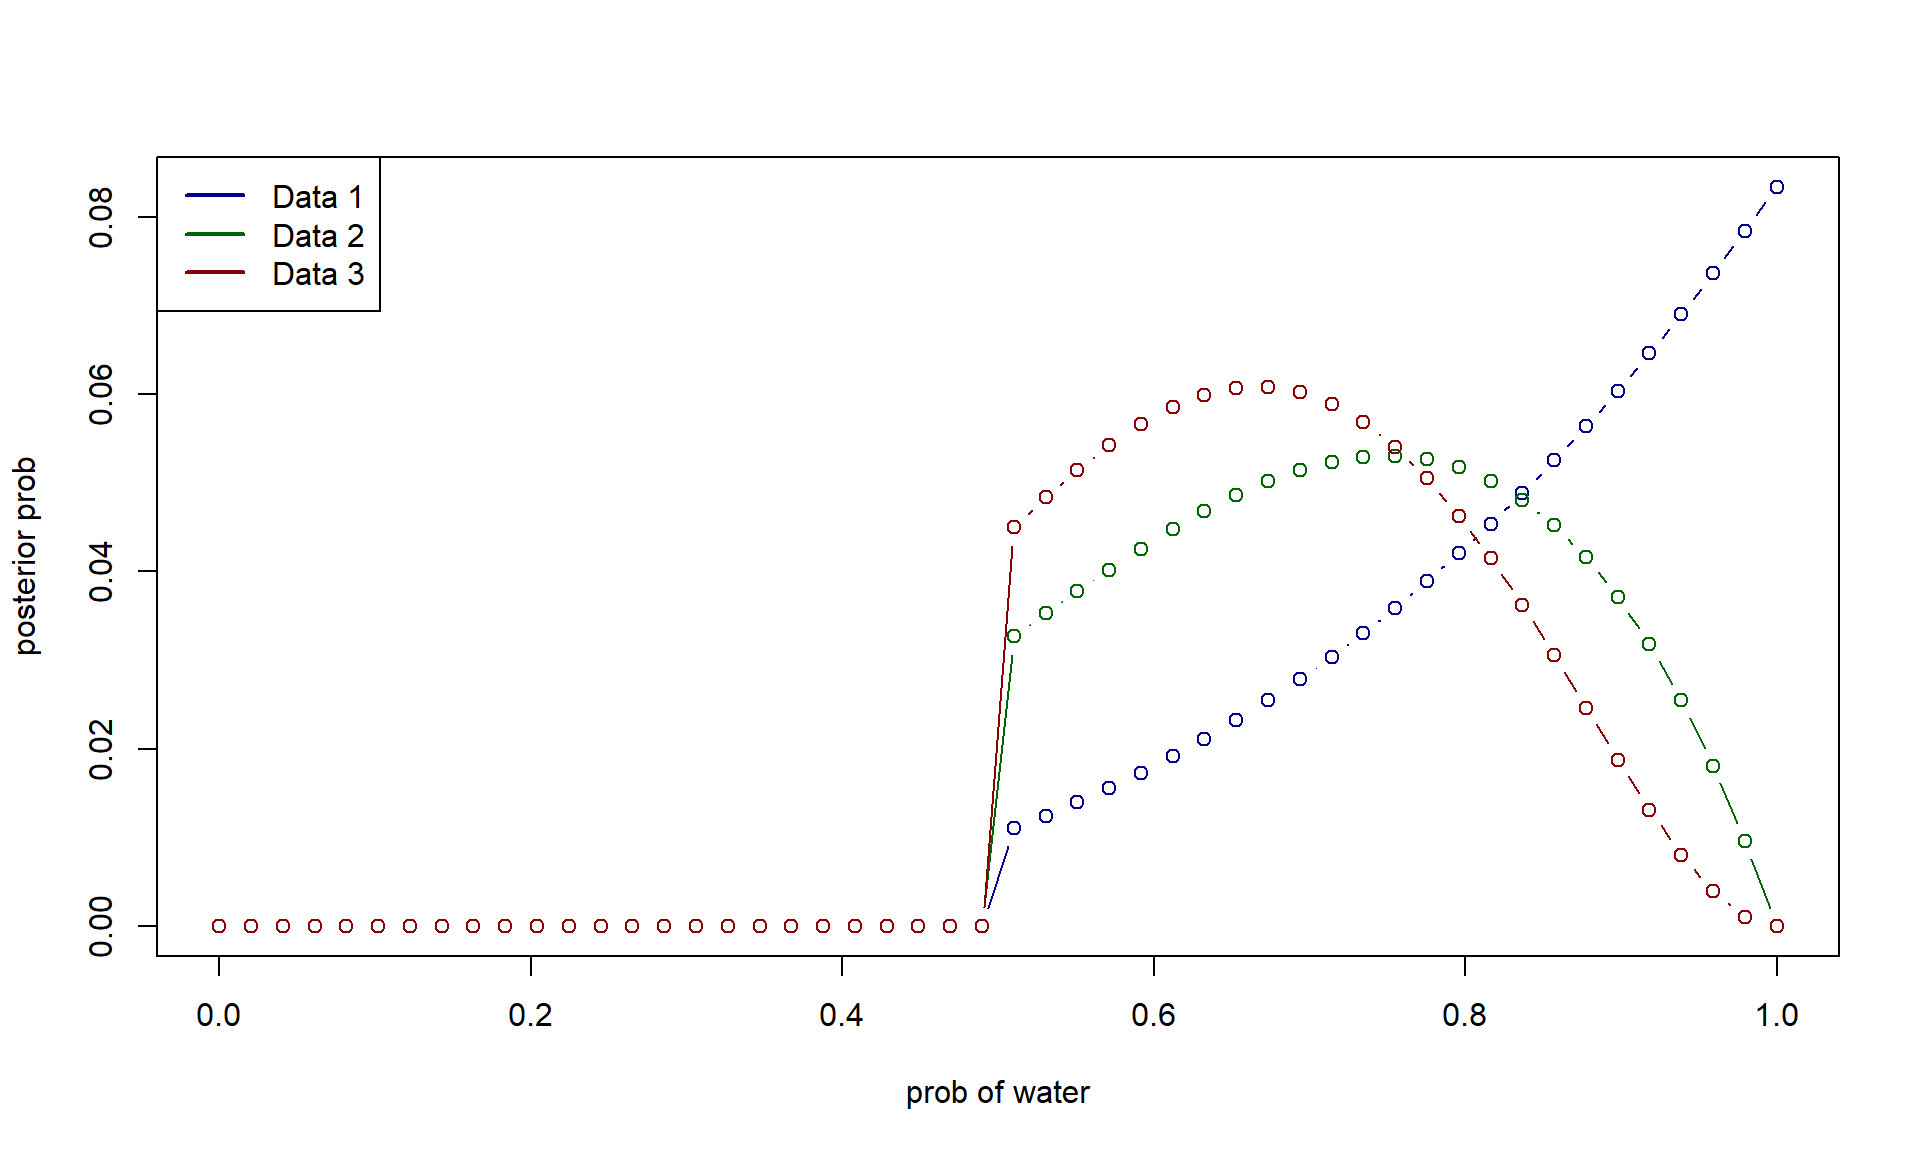 Data 1
Data 2
Data 3
0.08
0.06
0.04
0.02
0.00
posterior prob
0.0 0.2 0.4 0.6 0.8 1.0
prob of water